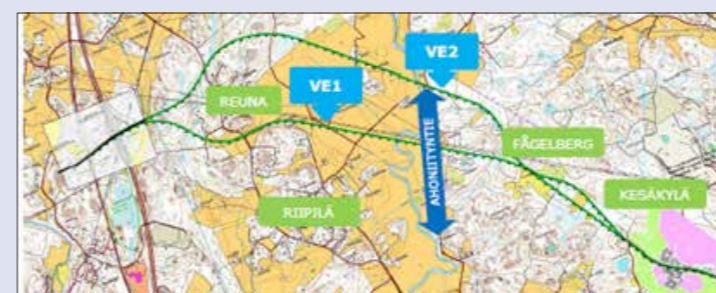 VE2
VE1
REUNA
AHONIITYNTIE
FÅGELBERG
KESÄKYLÄ
RIIPILÄ